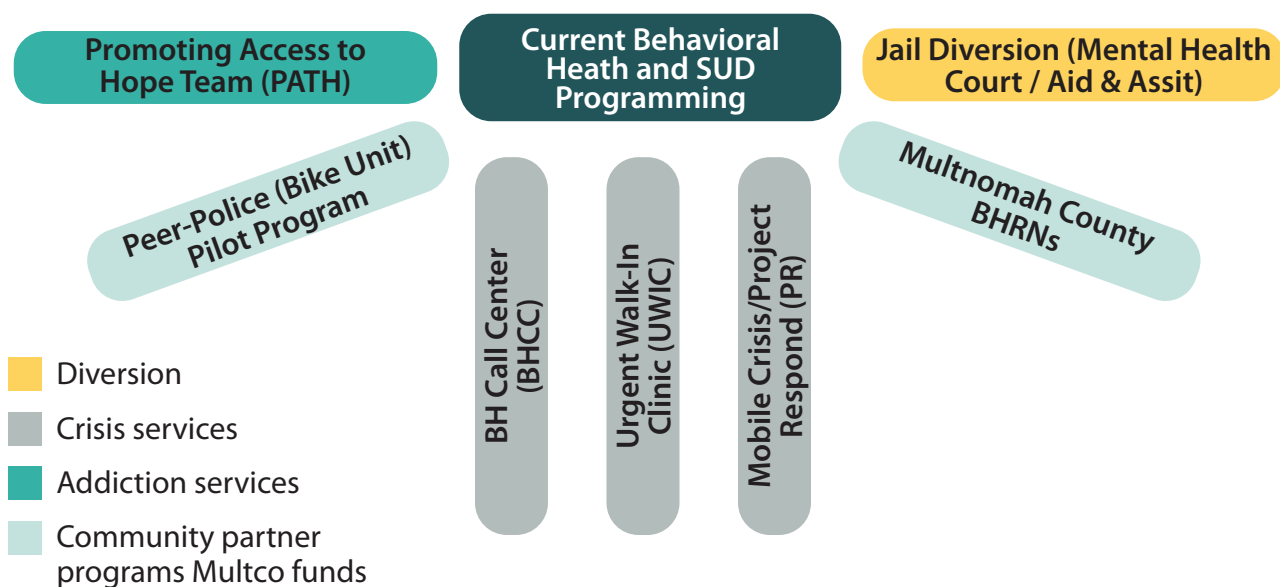 Promoting Access to
Hope Team (PATH)
Current Behavioral
Heath and SUD
Programming
Jail Diversion (Mental Health
Court / Aid & Assit)
Peer-Police (Bike Unit)
Pilot Program
BH Call Center
(BHCC)
Urgent Walk-In
Clinic (UWIC)
Mobile Crisis/Project
Respond (PR)
Multnomah County
BHRNs
Diversion
Crisis services
Addiction services
Community partner
programs Multco funds